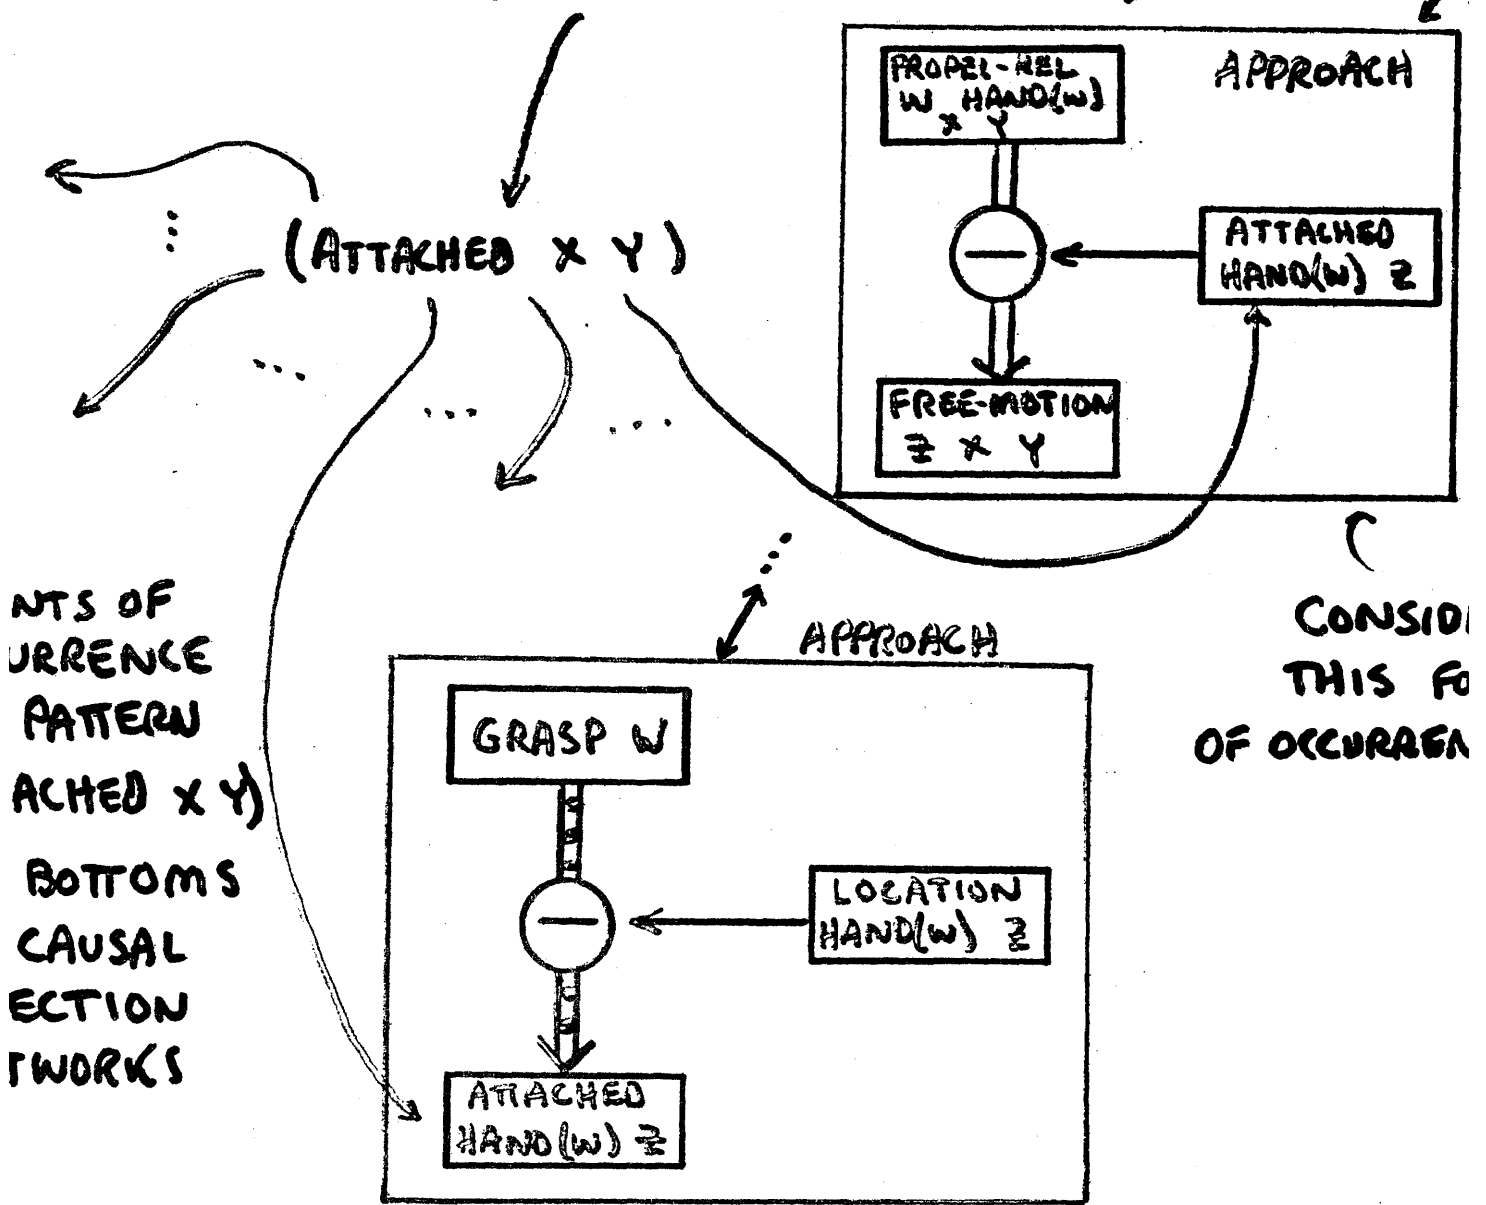 PROPEL-REL
W HAND(W)
X Y
APPROACH
(ATTACHED X Y)
ATTACHED
HAND(W) Z
FREE-MOTION
Z X Y
NTS OF
URRENCE
PATTERN
ACHED X Y)
BOTTOMS
CAUSAL
ECTION
TWORKS
CONSID
THIS FO
OF OCCURREN
APPROACH
GRASP W
LOCATION
HAND(W) Z
ATTACHED
HAND(W) Z